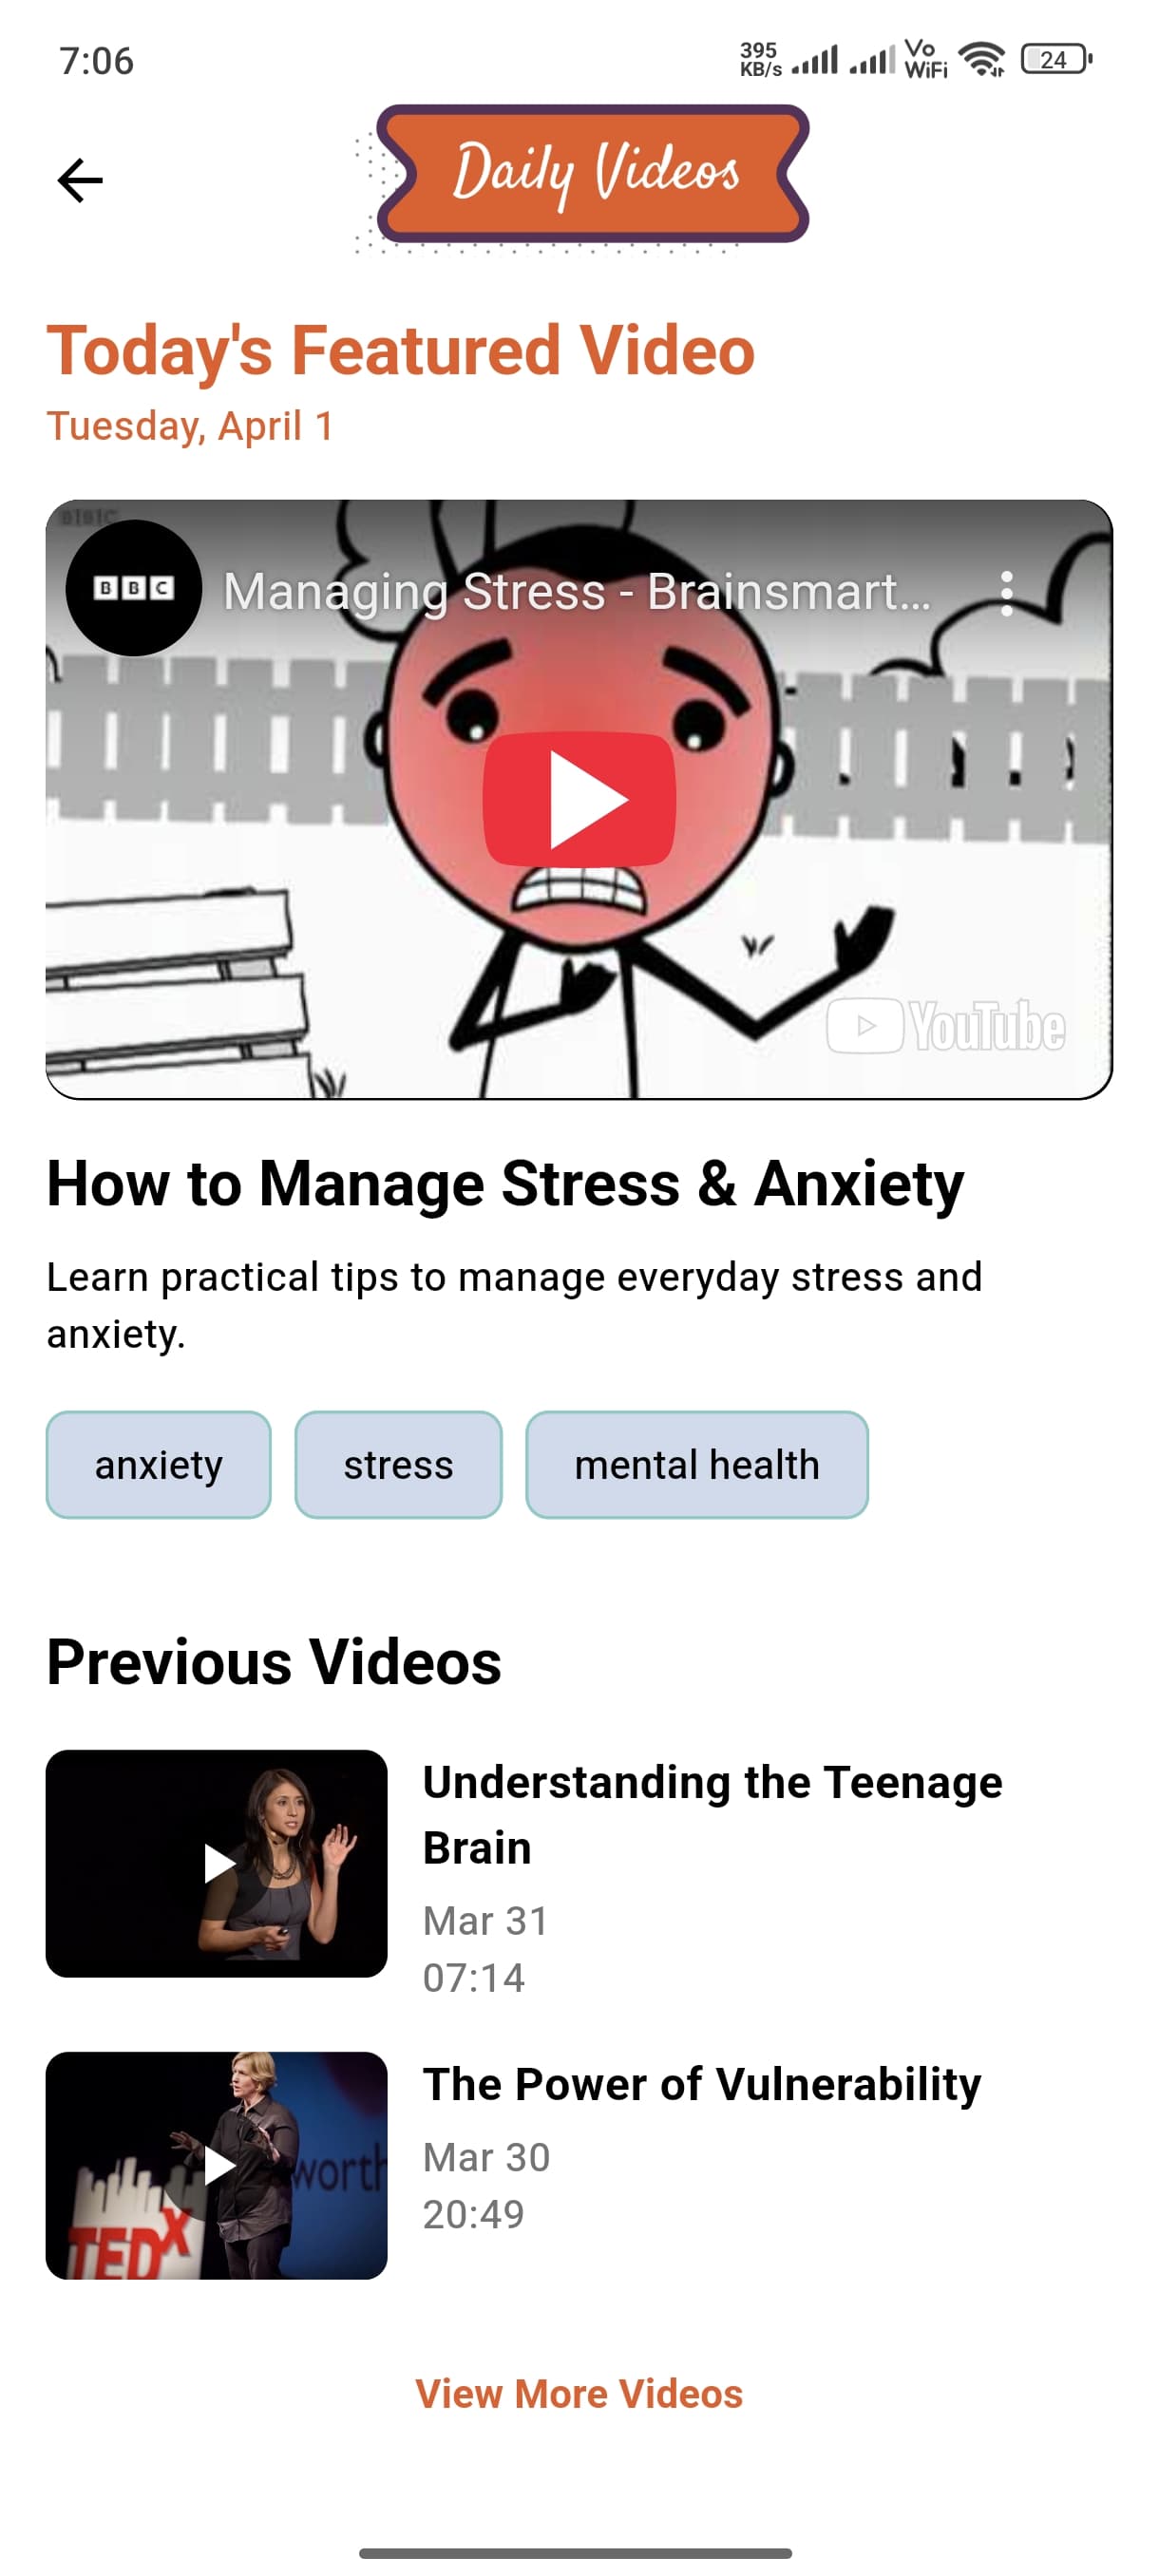 7:06
395
KB/s
Vo
WiFi
24
Daily Videos
Today's Featured Video
Tuesday, April 1
BBC
BBC
Managing Stress - Brainsmart...
YouTube
How to Manage Stress & Anxiety
Learn practical tips to manage everyday stress and
anxiety.
anxiety
stress
mental health
Previous Videos
Understanding the Teenage
Brain
Mar 31
07:14
worth
TEDx
The Power of Vulnerability
Mar 30
20:49
View More Videos